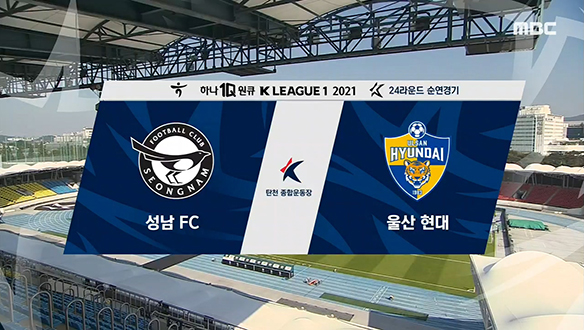 MBC
하나 1Q 원큐 K LEAGUE 1 2021
24라운드 순연경기
FOOTBALL CLUB
SEONGNAM
성남 FC
탄천 종합운동장
ULSAN
HYUNDAI
울산 현대